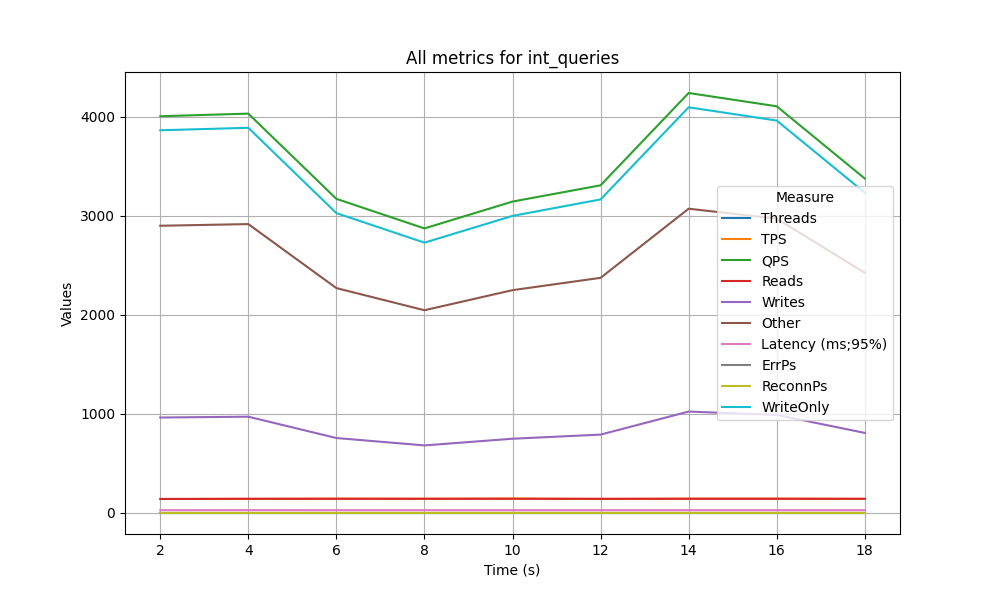 All metrics for int_queries
Values
4000
3000
2000
1000
0
Measure
Threads
TPS
QPS
Reads
Writes
Other
Latency (ms;95%)
ErrPs
ReconnPs
WriteOnly
2 4 6 8 10 12 14 16 18
Time (s)